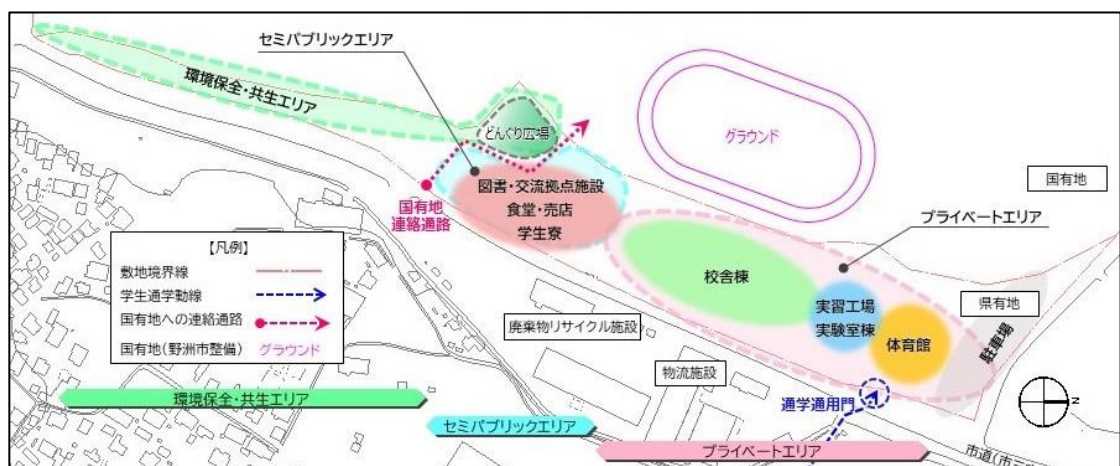 セミパブリックエリア
環境保全・共生エリア
どんぐり広場
グラウンド
国有地
国有地
連絡通路
図書・交流拠点施設
食堂・売店
学生寮
プライベートエリア
校舎棟
実習工場
実験室棟
体育館
県有地
駐車場
【凡例】
敷地境界線
学生通学動線
国有地への連絡通路
国有地(野洲市整備) グラウンド
廃棄物リサイクル施設
物流施設
通学通用門
N
環境保全・共生エリア
セミパブリックエリア
プライベートエリア
市道(市三